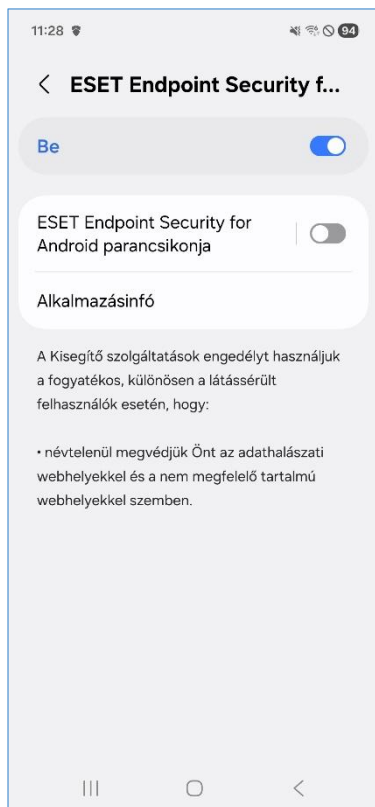 11:28
94
ESET Endpoint Security f...
Be
ESET Endpoint Security for
Android parancsikonja
Alkalmazásinfó
A Kisegítő szolgáltatások engedélyt használjuk
a fogyatékos, különösen a látássérült
felhasználók esetén, hogy:
• névtelenül megvédjük Önt az adathalászati
webhelyekkel és a nem megfelelő tartalmú
webhelyekkel szemben.